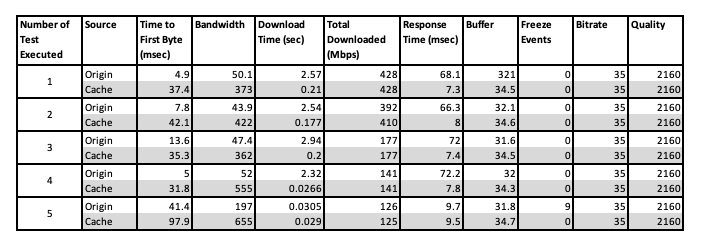 Number of Test Executed Source Time to First Byte (msec) Bandwidth Download Time (sec) Total Downloaded (Mbps) Response Time (msec) Buffer Freeze Events Bitrate Quality
1 Origin 4.9 50.1 2.57 428 68.1 321 0 35 2160
Cache 37.4 373 0.21 428 7.3 34.5 0 35 2160
2 Origin 7.8 43.9 2.54 392 66.3 32.1 0 35 2160
Cache 42.1 422 0.177 410 8 34.6 0 35 2160
3 Origin 13.6 47.4 2.94 177 72 31.6 0 35 2160
Cache 35.3 362 0.2 177 7.4 34.5 0 35 2160
4 Origin 5 52 2.32 141 72.2 32 0 35 2160
Cache 31.8 555 0.0266 141 7.8 34.3 0 35 2160
5 Origin 41.4 197 0.0305 126 9.7 31.8 9 35 2160
Cache 97.9 655 0.029 125 9.5 34.7 0 35 2160